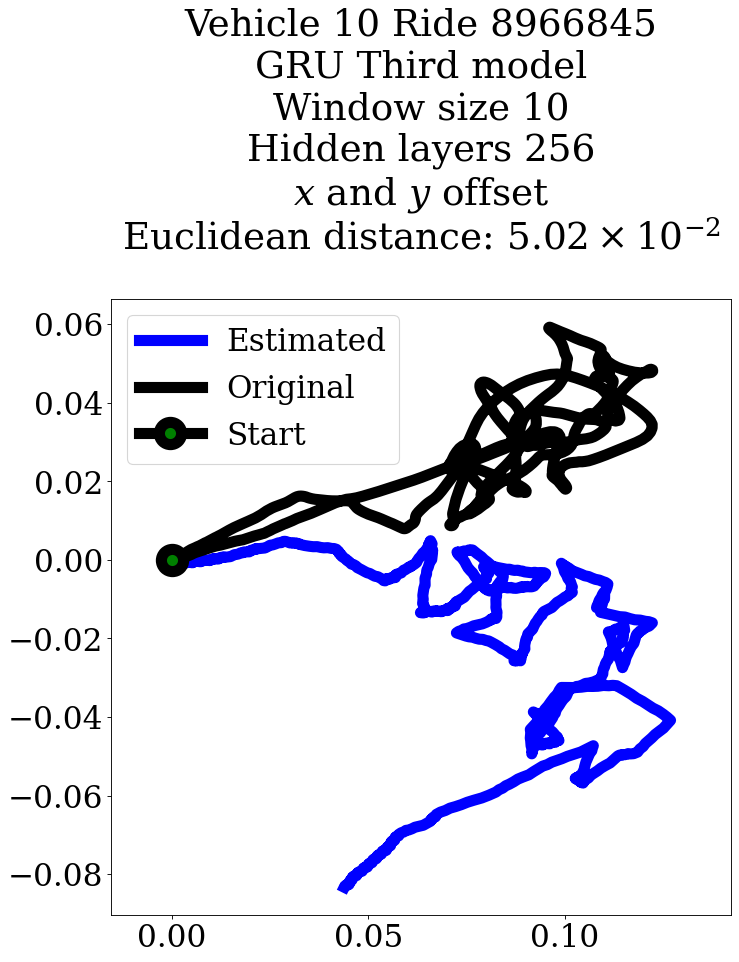 Vehicle 10 Ride 8966845
GRU Third model
Window size 10
Hidden layers 256
x and y offset
Euclidean distance: 5.02 × 10⁻²
Estimated
Original
Start
0.06
0.04
0.02
0.00
−0.02
−0.04
−0.06
−0.08
0.00 0.05 0.10